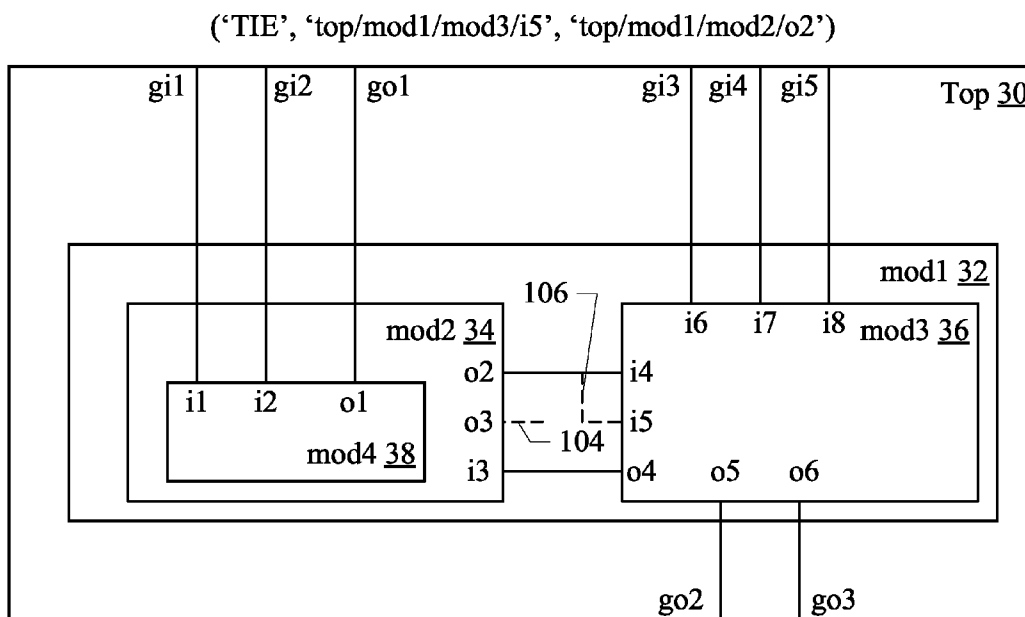 (‘TIE’, ‘top/mod1/mod3/i5’, ‘top/mod1/mod2/o2’)
gi1 gi2 go1 gi3 gi4 gi5 Top 30
mod1 32
106
mod2 34 i6 i7 i8 mod3 36
o2 i4
i1 i2 o1 o3 104 i5
mod4 38
i3 o4 o5 o6
go2 go3